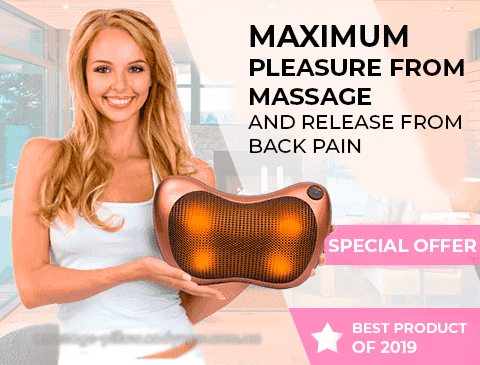 MAXIMUM
PLEASURE FROM
MASSAGE
AND RELEASE FROM
BACK PAIN
SPECIAL OFFER
BEST PRODUCT
OF 2019